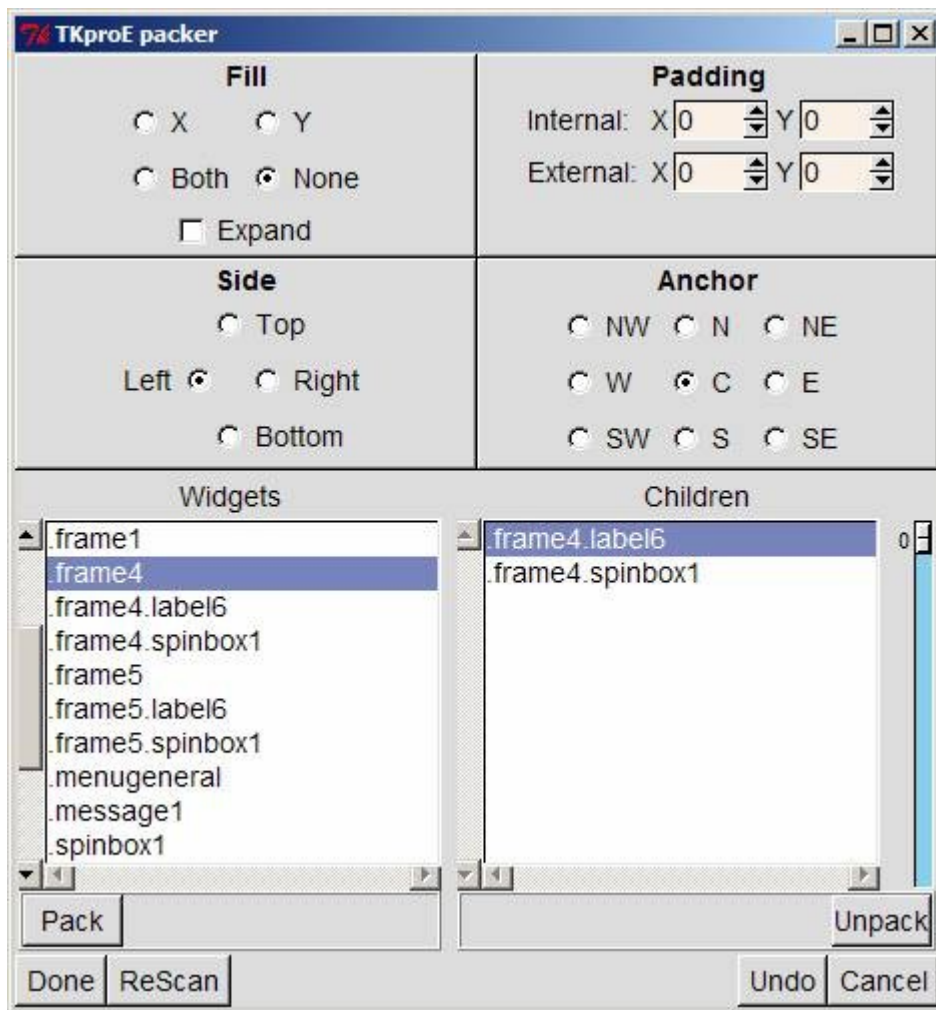 TKproE packer
Fill
X Y
Both None
Expand
Padding
Internal: X 0 Y 0
External: X 0 Y 0
Side
Top
Left Right
Bottom
Anchor
NW N NE
W C E
SW S SE
Widgets
.frame1
.frame4
.frame4.label6
.frame4.spinbox1
.frame5
.frame5.label6
.frame5.spinbox1
.menugeneral
.message1
.spinbox1
Children
.frame4.label6
.frame4.spinbox1
0
Pack
Unpack
Done ReScan Undo Cancel